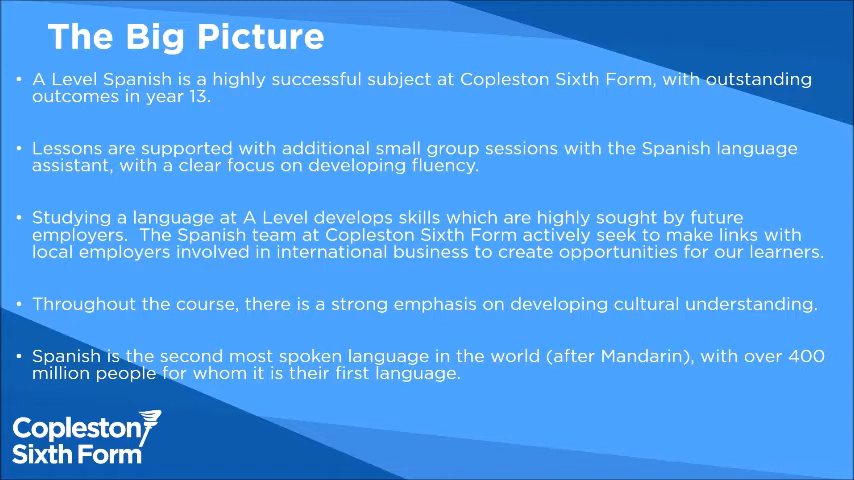 The Big Picture
• A Level Spanish is a highly successful subject at Copleston Sixth Form, with outstanding
outcomes in year 13.
• Lessons are supported with additional small group sessions with the Spanish language
assistant, with a clear focus on developing fluency.
• Studying a language at A Level develops skills which are highly sought by future
employers.  The Spanish team at Copleston Sixth Form actively seek to make links with
local employers involved in international business to create opportunities for our learners.
• Throughout the course, there is a strong emphasis on developing cultural understanding.
• Spanish is the second most spoken language in the world (after Mandarin), with over 400
million people for whom it is their first language.
Copleston
Sixth Form